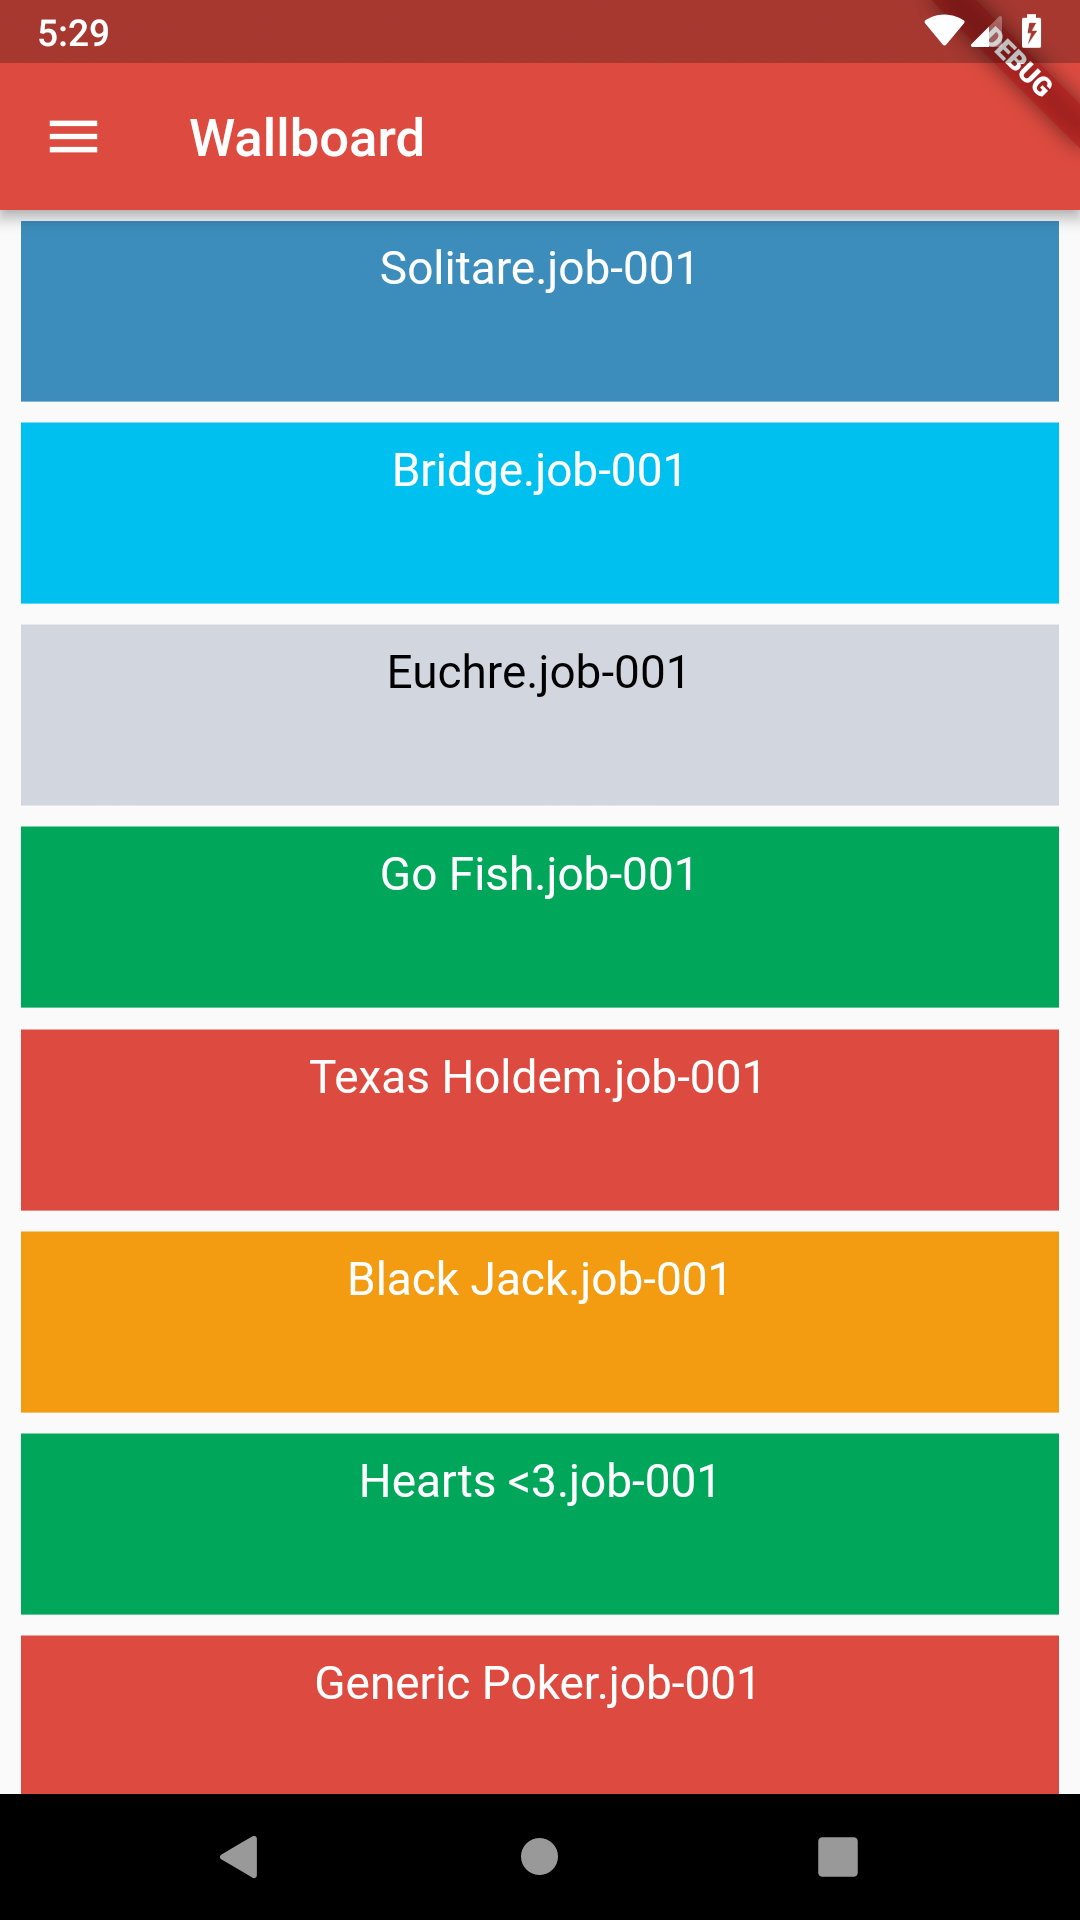 5:29
DEBUG
Wallboard
Solitare.job-001
Bridge.job-001
Euchre.job-001
Go Fish.job-001
Texas Holdem.job-001
Black Jack.job-001
Hearts <3.job-001
Generic Poker.job-001